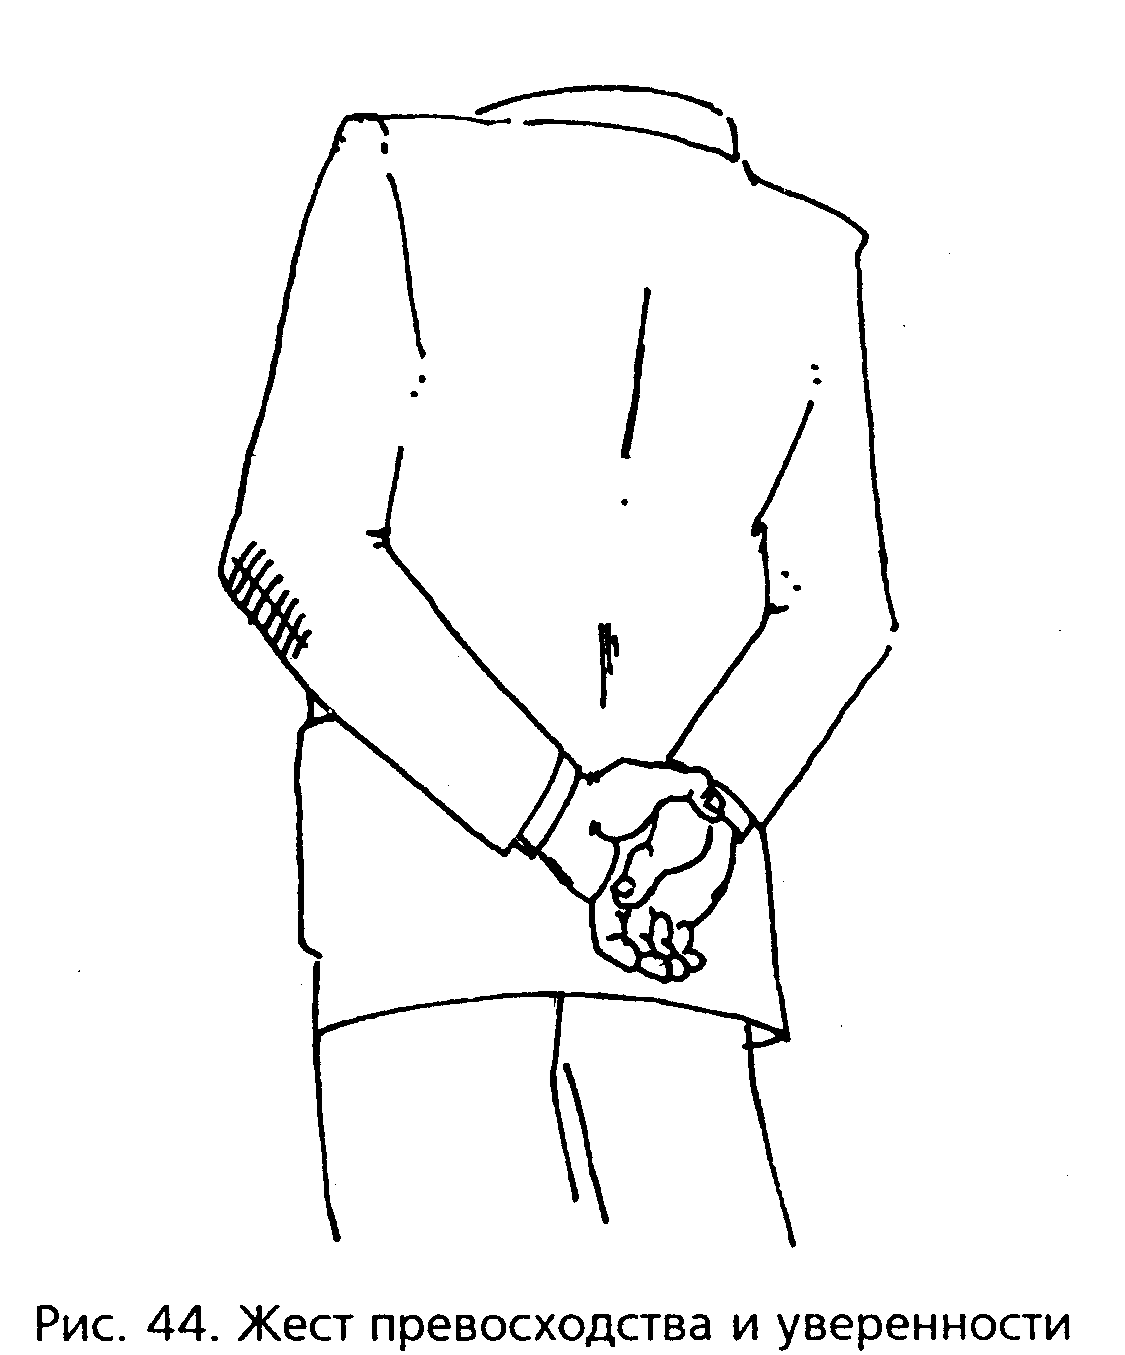 Рис. 44. Жест превосходства и уверенности